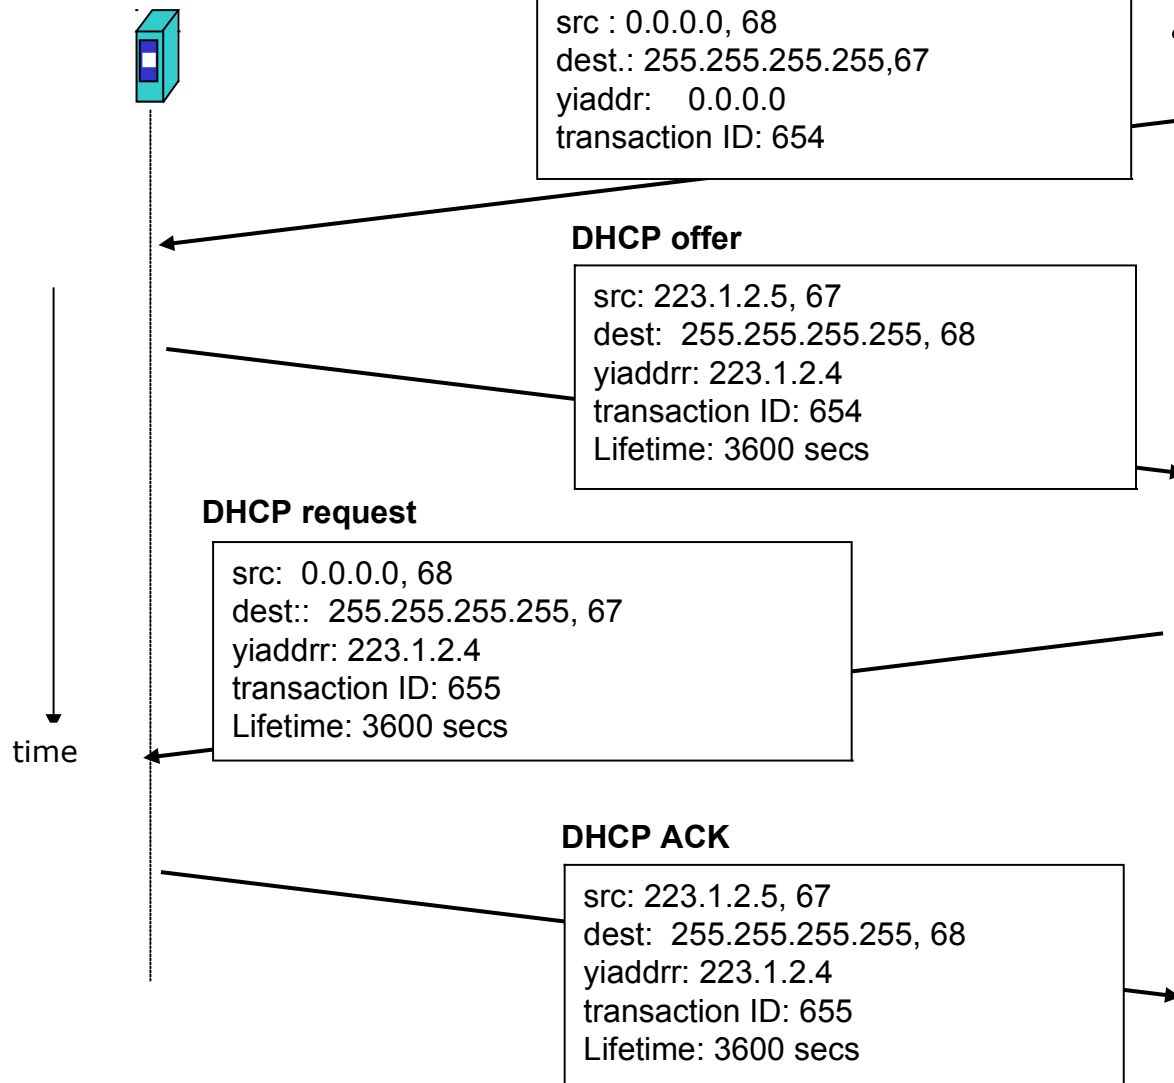 src : 0.0.0.0, 68
dest.: 255.255.255.255,67
yiaddr: 0.0.0.0
transaction ID: 654
DHCP offer
src: 223.1.2.5, 67
dest: 255.255.255.255, 68
yiaddrr: 223.1.2.4
transaction ID: 654
Lifetime: 3600 secs
DHCP request
src: 0.0.0.0, 68
dest:: 255.255.255.255, 67
yiaddrr: 223.1.2.4
transaction ID: 655
Lifetime: 3600 secs
time
DHCP ACK
src: 223.1.2.5, 67
dest: 255.255.255.255, 68
yiaddrr: 223.1.2.4
transaction ID: 655
Lifetime: 3600 secs